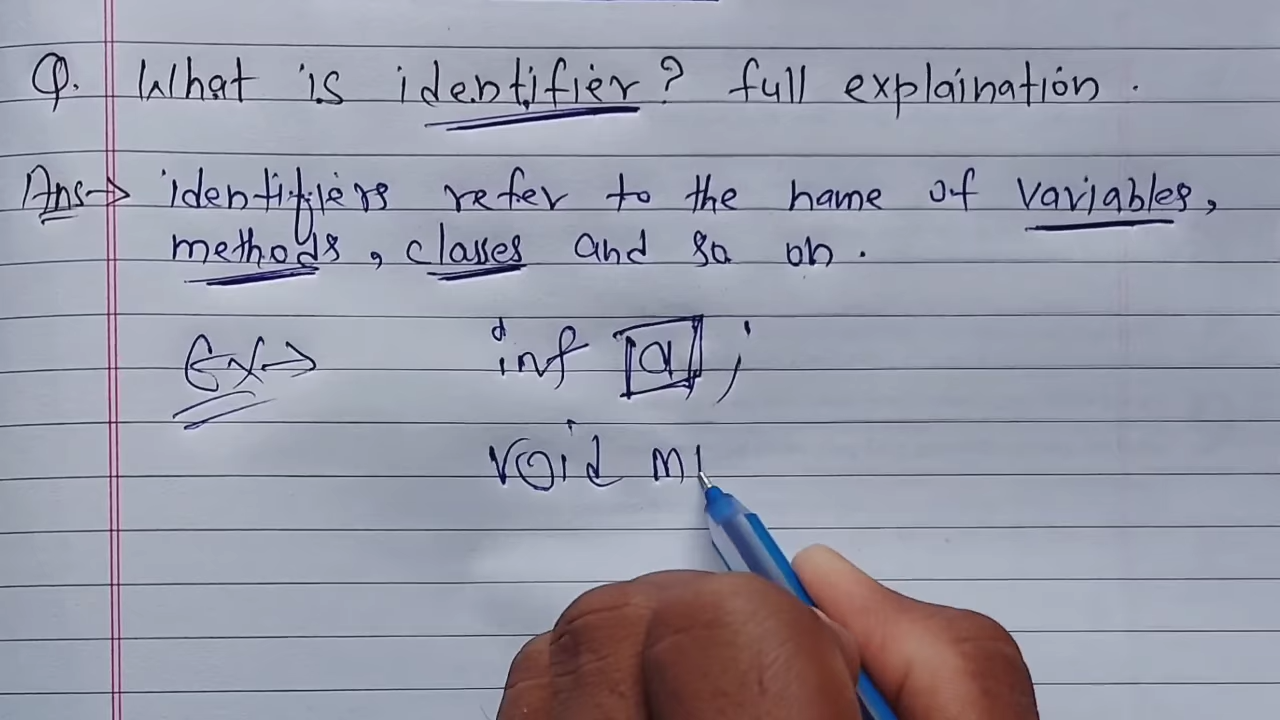 Q. What is identifier? full explaination.
Ans→ identifiers refer to the name of variables,
methods, classes and so on.
Ex→ int a ;
void m1